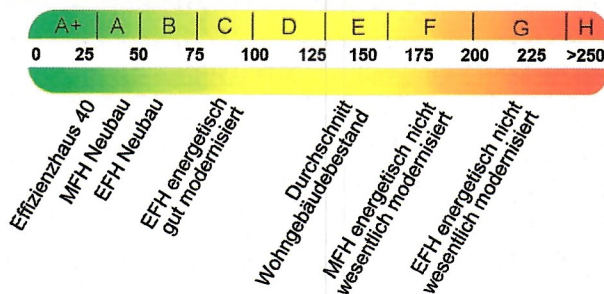 A+ A B C D E F G H
0 25 50 75 100 125 150 175 200 225 >250
Effizienzhaus 40
MFH Neubau
EFH Neubau
EFH energetisch
gut modernisiert
Durchschnitt
Wohngebäudebestand
MFH energetisch nicht
wesentlich modernisiert
EFH energetisch nicht
wesentlich modernisiert